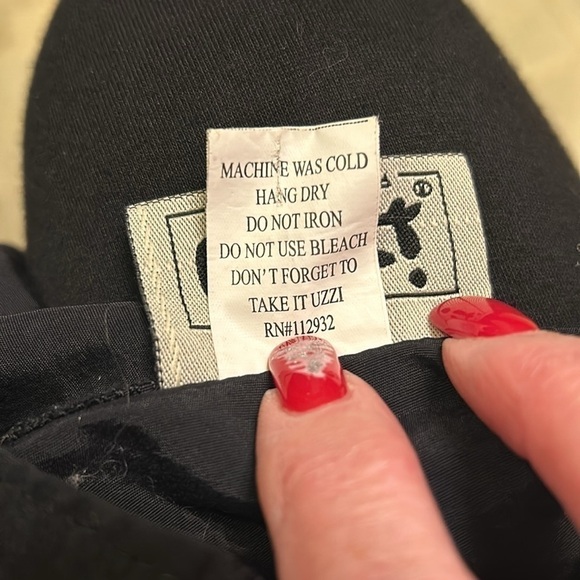 MACHINE WAS COLD
HANG DRY
DO NOT IRON
DO NOT USE BLEACH
DON'T FORGET TO
TAKE IT UZZI
RN#112932